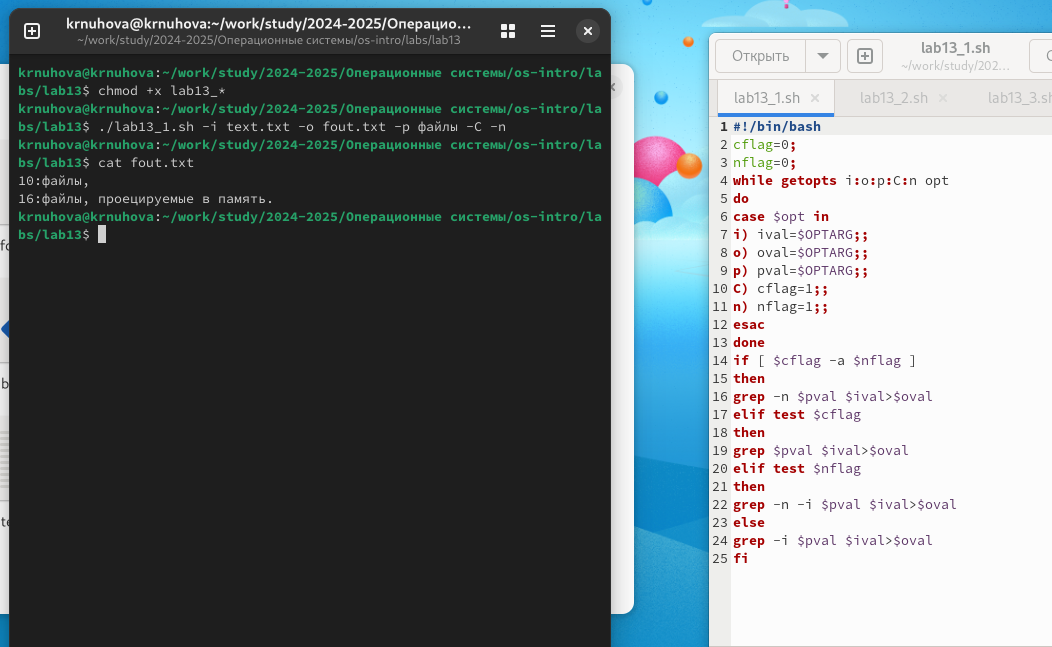 krnuhova@krnuhova:~/work/study/2024-2025/Операцио...
~/work/study/2024-2025/Операционные системы/os-intro/labs/lab13
krnuhova@krnuhova:~/work/study/2024-2025/Операционные системы/os-intro/la
bs/lab13$ chmod +x lab13_*
krnuhova@krnuhova:~/work/study/2024-2025/Операционные системы/os-intro/la
bs/lab13$ ./lab13_1.sh -i text.txt -o fout.txt -p файлы -C -n
krnuhova@krnuhova:~/work/study/2024-2025/Операционные системы/os-intro/la
bs/lab13$ cat fout.txt
10:файлы,
16:файлы, проецируемые в память.
krnuhova@krnuhova:~/work/study/2024-2025/Операционные системы/os-intro/la
bs/lab13$
Открыть
lab13_1.sh
~/work/study/202...
lab13_1.sh
lab13_2.sh
lab13_3.sh
1 #!/bin/bash
2 cflag=0;
3 nflag=0;
4 while getopts i:o:p:C:n opt
5 do
6 case $opt in
7 i) ival=$OPTARG;;
8 o) oval=$OPTARG;;
9 p) pval=$OPTARG;;
10 C) cflag=1;;
11 n) nflag=1;;
12 esac
13 done
14 if [ $cflag -a $nflag ]
15 then
16 grep -n $pval $ival>$oval
17 elif test $cflag
18 then
19 grep $pval $ival>$oval
20 elif test $nflag
21 then
22 grep -n -i $pval $ival>$oval
23 else
24 grep -i $pval $ival>$oval
25 fi